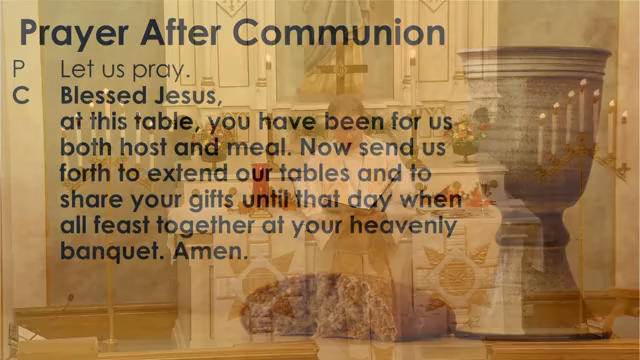 Prayer After Communion
P Let us pray.
C Blessed Jesus,
at this table, you have been for us
both host and meal. Now send us
forth to extend our tables and to
share your gifts until that day when
all feast together at your heavenly
banquet. Amen.